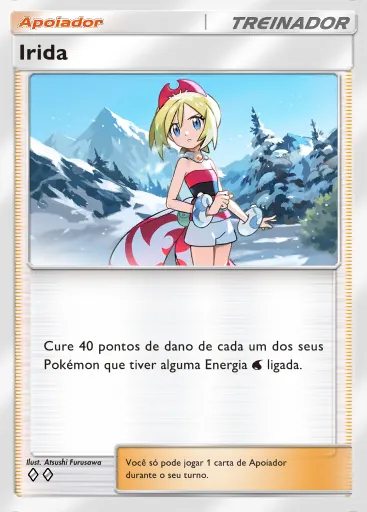 Apoiador
TREINADOR
Irida
Cure 40 pontos de dano de cada um dos seus
Pokémon que tiver alguma Energia ligada.
Ilust. Atsushi Furusawa
Você só pode jogar 1 carta de Apoiador
durante o seu turno.